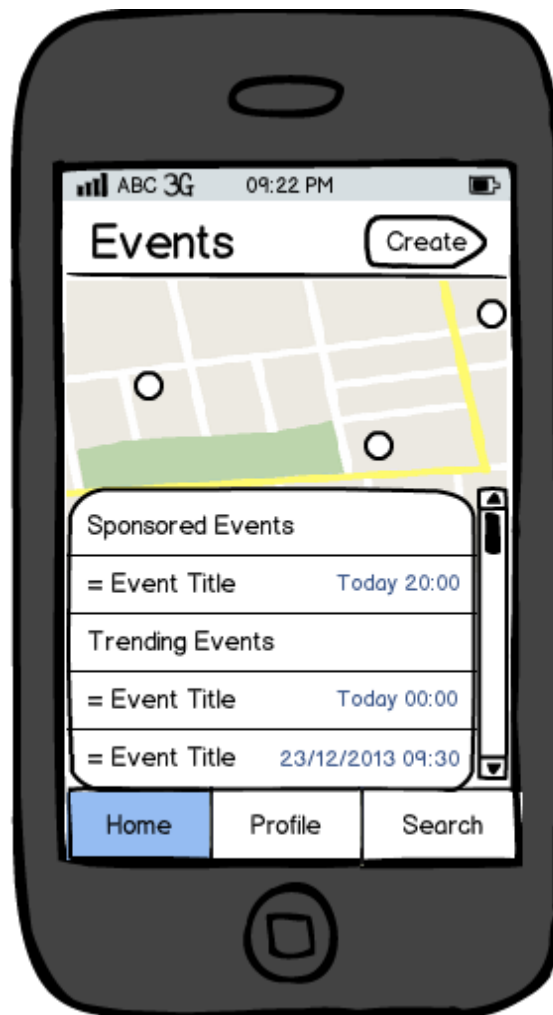 ABC 3G 09:22 PM
Events Create
Sponsored Events
= Event Title Today 20:00
Trending Events
= Event Title Today 00:00
= Event Title 23/12/2013 09:30
Home Profile Search